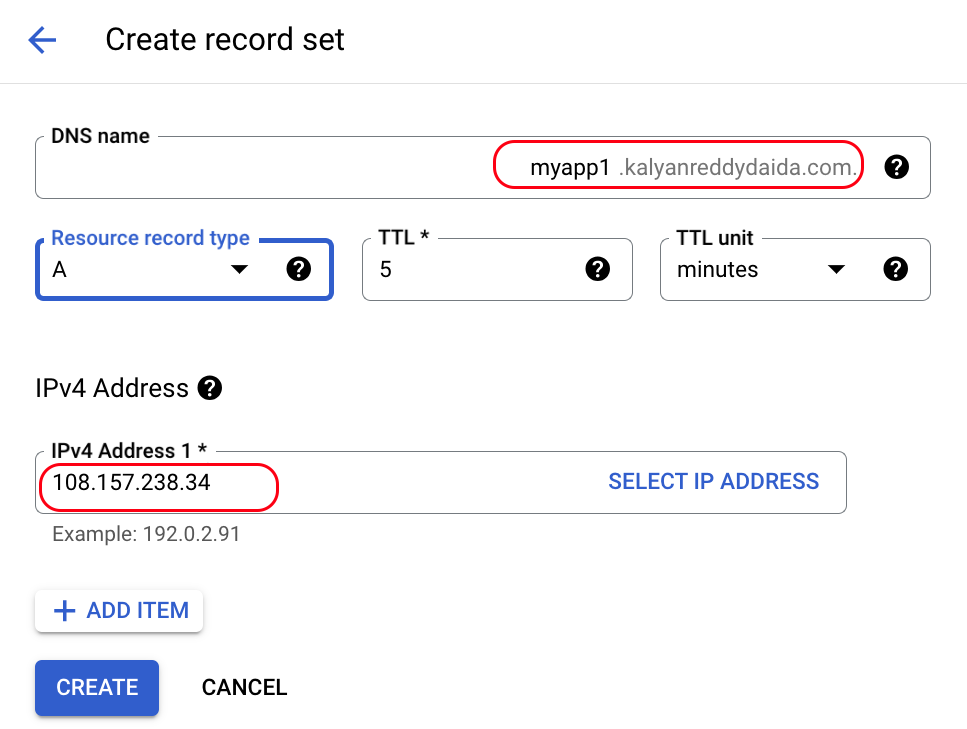 Create record set
DNS name
myapp1 .kalyanreddydaida.com.
Resource record type
A
TTL *
5
TTL unit
minutes
IPv4 Address
IPv4 Address 1 *
108.157.238.34
SELECT IP ADDRESS
Example: 192.0.2.91
+ ADD ITEM
CREATE
CANCEL